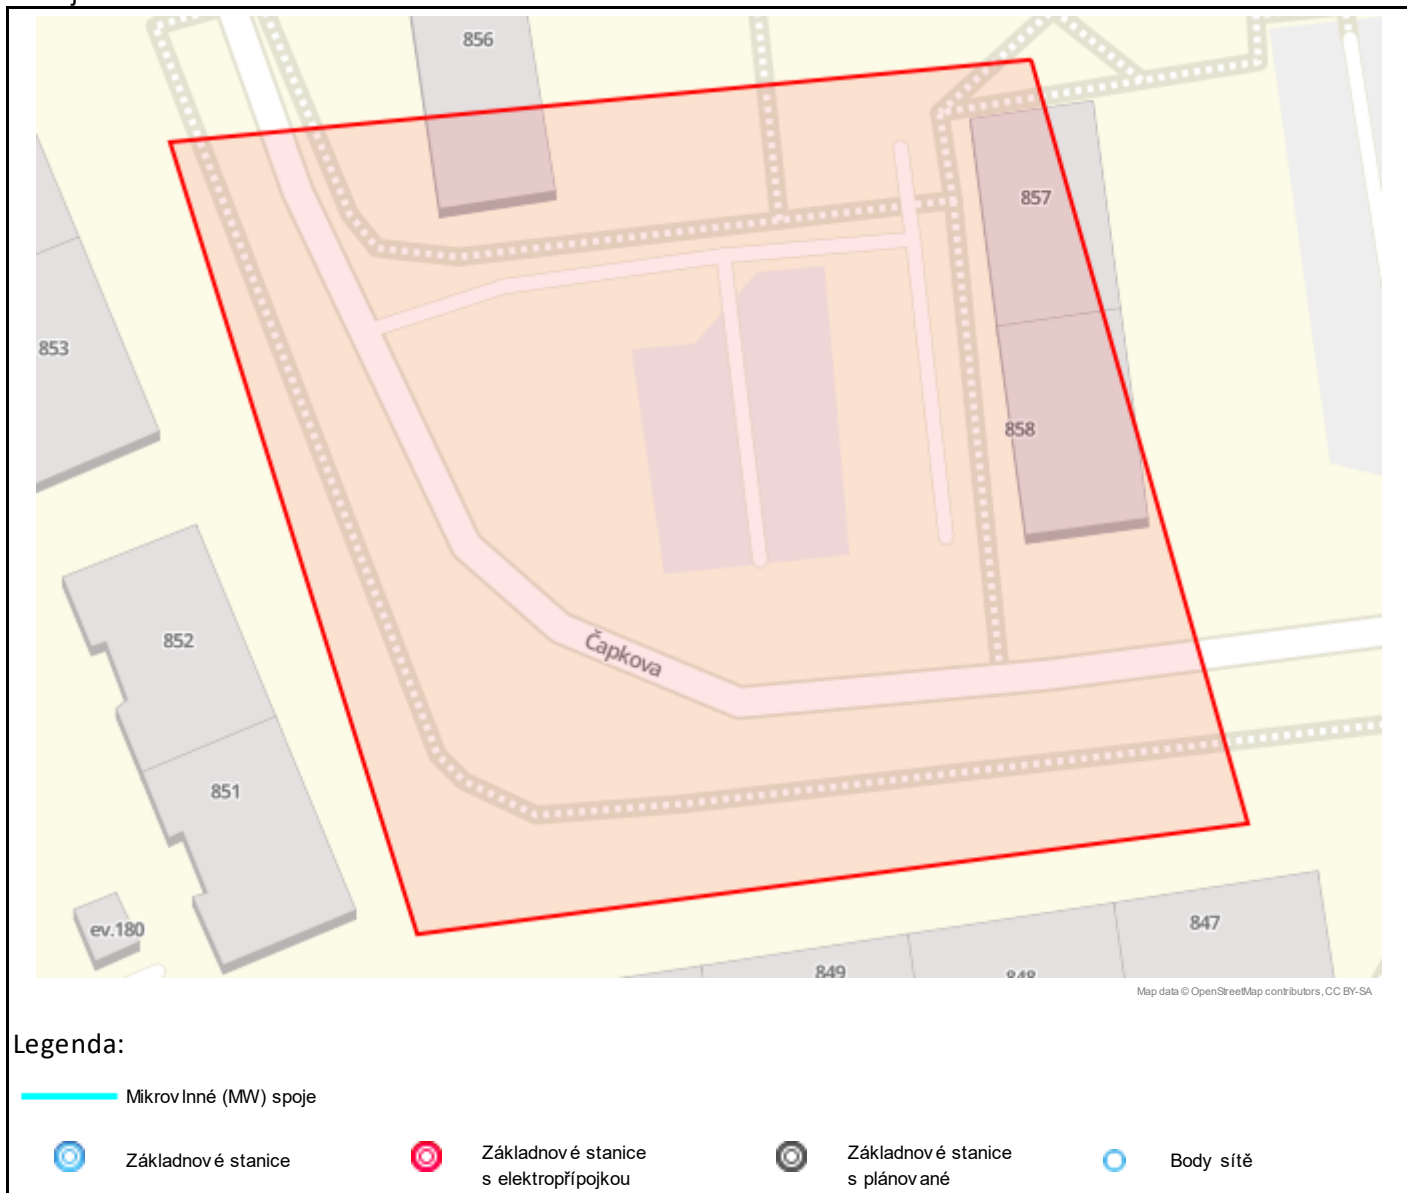 856
857
853
858
852
Čapkova
851
ev.180
847
849
848
Map data © OpenStreetMap contributors, CC BY-SA
Legenda:
Mikrovlnné (MW) spoje
Základnové stanice
Základnové stanice
s elektropřípojkou
Základnové stanice
s plánované
Body sítě